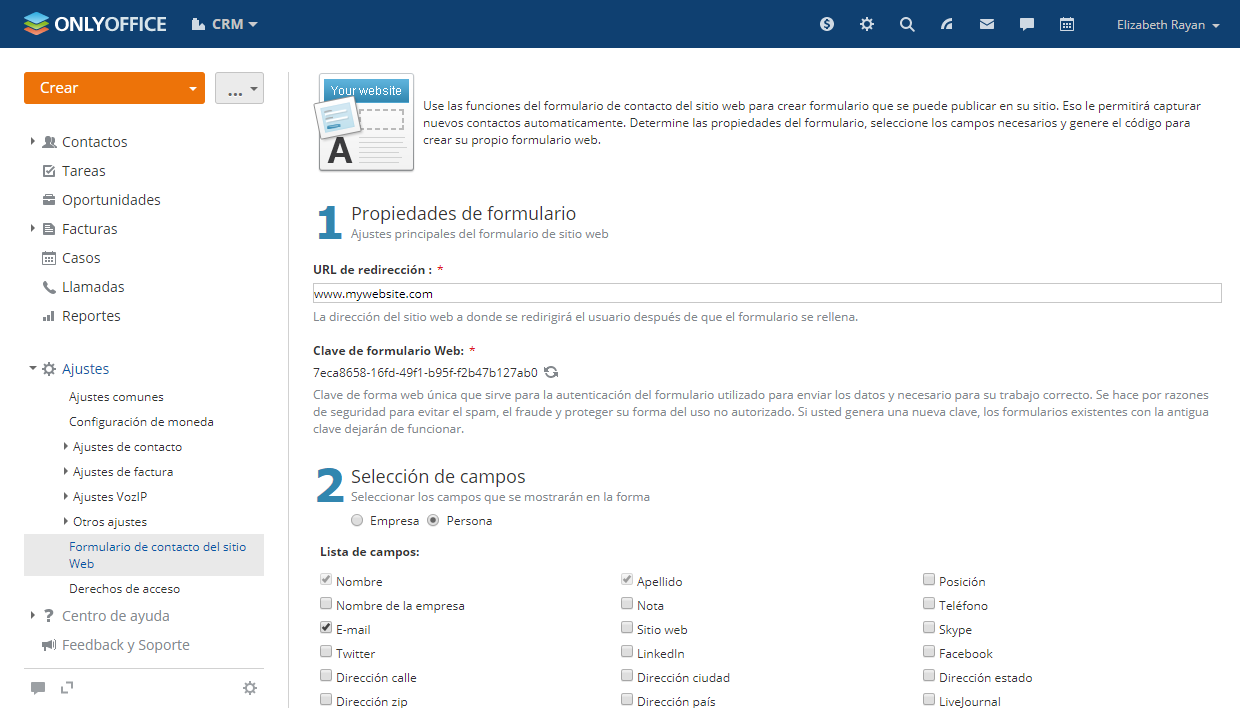 ONLYOFFICE CRM Elizabeth Rayan
Crear ...
Contactos
Tareas
Oportunidades
Facturas
Casos
Llamadas
Reportes
Ajustes
Ajustes comunes
Configuración de moneda
Ajustes de contacto
Ajustes de factura
Ajustes VozIP
Otros ajustes
Formulario de contacto del sitio
Web
Derechos de acceso
Centro de ayuda
Feedback y Soporte
Your website
A
Use las funciones del formulario de contacto del sitio web para crear formulario que se puede publicar en su sitio. Eso le permitirá capturar
nuevos contactos automaticamente. Determine las propiedades del formulario, seleccione los campos necesarios y genere el código para
crear su propio formulario web.
1 Propiedades de formulario
Ajustes principales del formulario de sitio web
URL de redirección : *
www.mywebsite.com
La dirección del sitio web a donde se redirigirá el usuario después de que el formulario se rellena.
Clave de formulario Web: *
7eca8658-16fd-49f1-b95f-f2b47b127ab0
Clave de forma web única que sirve para la autenticación del formulario utilizado para enviar los datos y necesario para su trabajo correcto. Se hace por razones
de seguridad para evitar el spam, el fraude y proteger su forma del uso no autorizado. Si usted genera una nueva clave, los formularios existentes con la antigua
clave dejarán de funcionar.
2 Selección de campos
Seleccionar los campos que se mostrarán en la forma
Empresa Persona
Lista de campos:
Nombre Apellido Posición
Nombre de la empresa Nota Teléfono
E-mail Sitio web Skype
Twitter LinkedIn Facebook
Dirección calle Dirección ciudad Dirección estado
Dirección zip Dirección país LiveJournal